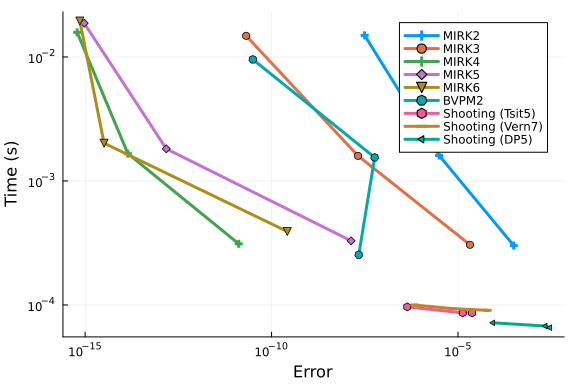 MIRK2
MIRK3
MIRK4
MIRK5
MIRK6
BVPM2
Shooting (Tsit5)
Shooting (Vern7)
Shooting (DP5)
Time (s)
10⁻²
10⁻³
10⁻⁴
10⁻¹⁵ 10⁻¹⁰ 10⁻⁵
Error